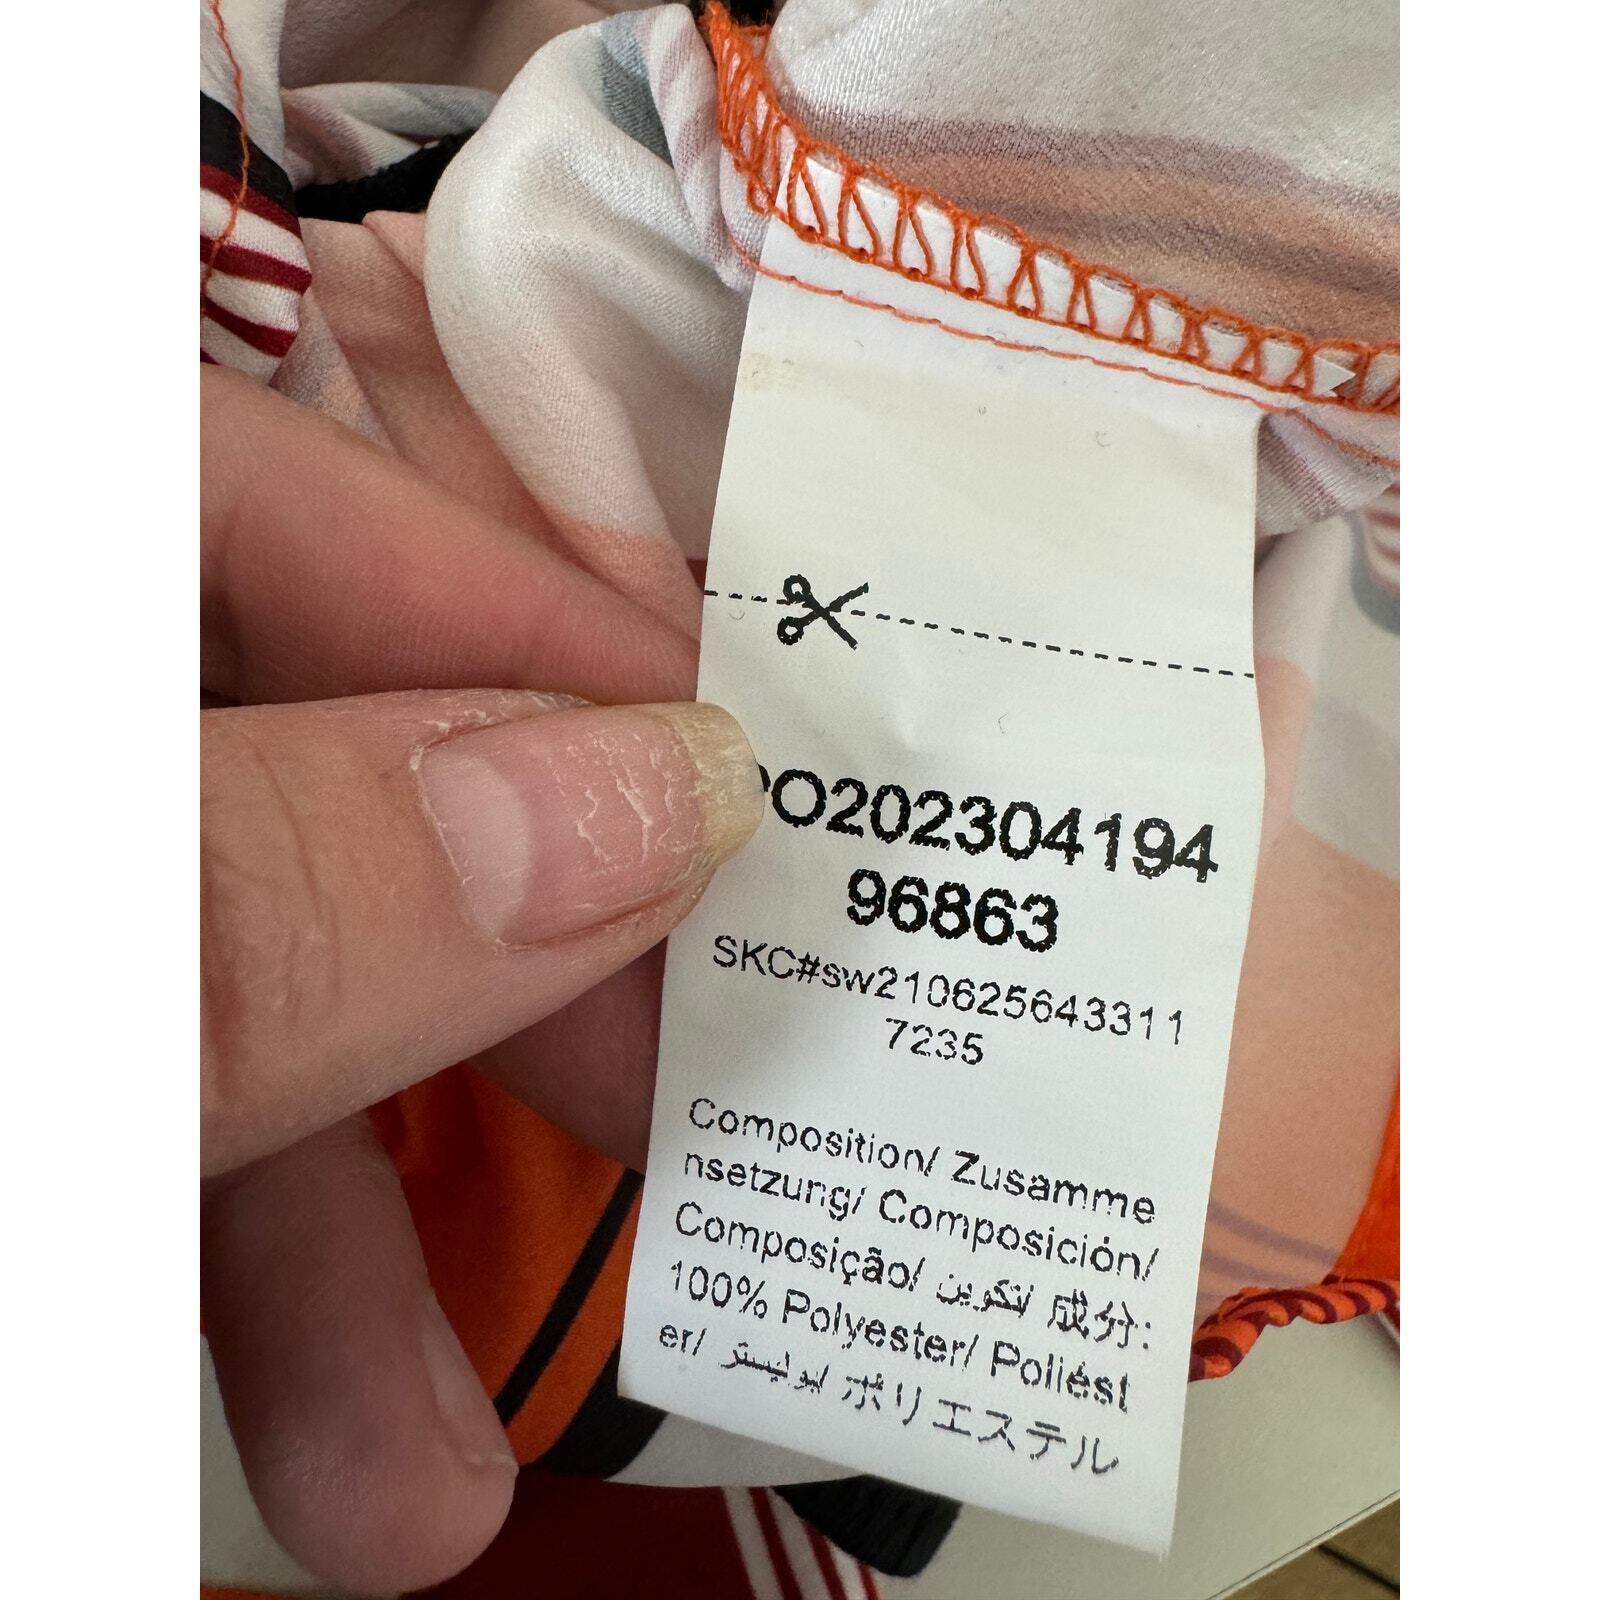 PO202304194
96863
SKC#sw210625643311
7235
Composition/ Zusamme
nsetzung/ Composición/
Composição/ التكوين/ 成分:
100% Polyester/ Poliést
er/ بوليستر/ ポリエステル